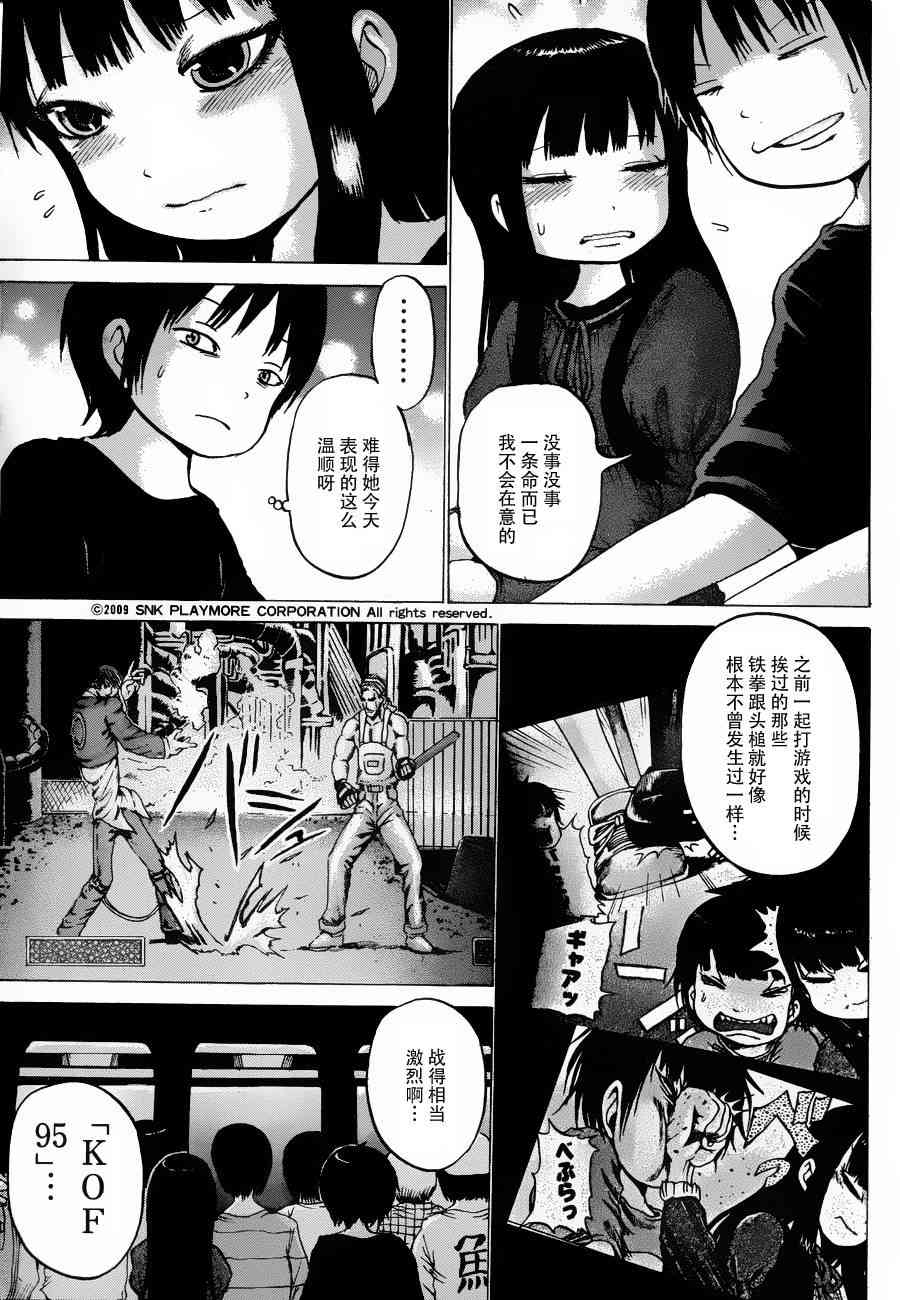 没事没事
一条命而已
我不会在意的
………
难得她今天
表现的这么
温顺呀
©2009 SNK PLAYMORE CORPORATION All rights reserved.
之前一起打游戏的时候
挨过的那些
铁拳跟头槌就好像
根本不曾发生过一样…
ギャアッ
べぶらっ
战得相当
激烈啊…
「KOF
95」…
魚